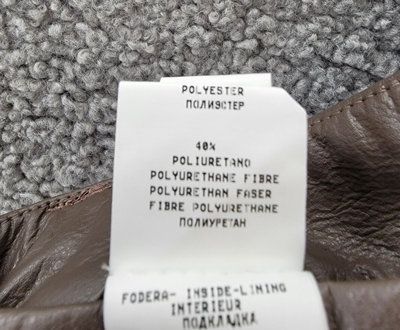 POLYESTER
ПОЛИЭСТЕР
40%
POLIURETANO
POLYURETHANE FIBRE
POLYURETHAN FASER
FIBRE POLYURETHANE
ПОЛИУРЕТАН
FODERA- INSIDE-LINING
INTERIEUR
ПОДКЛАДКА